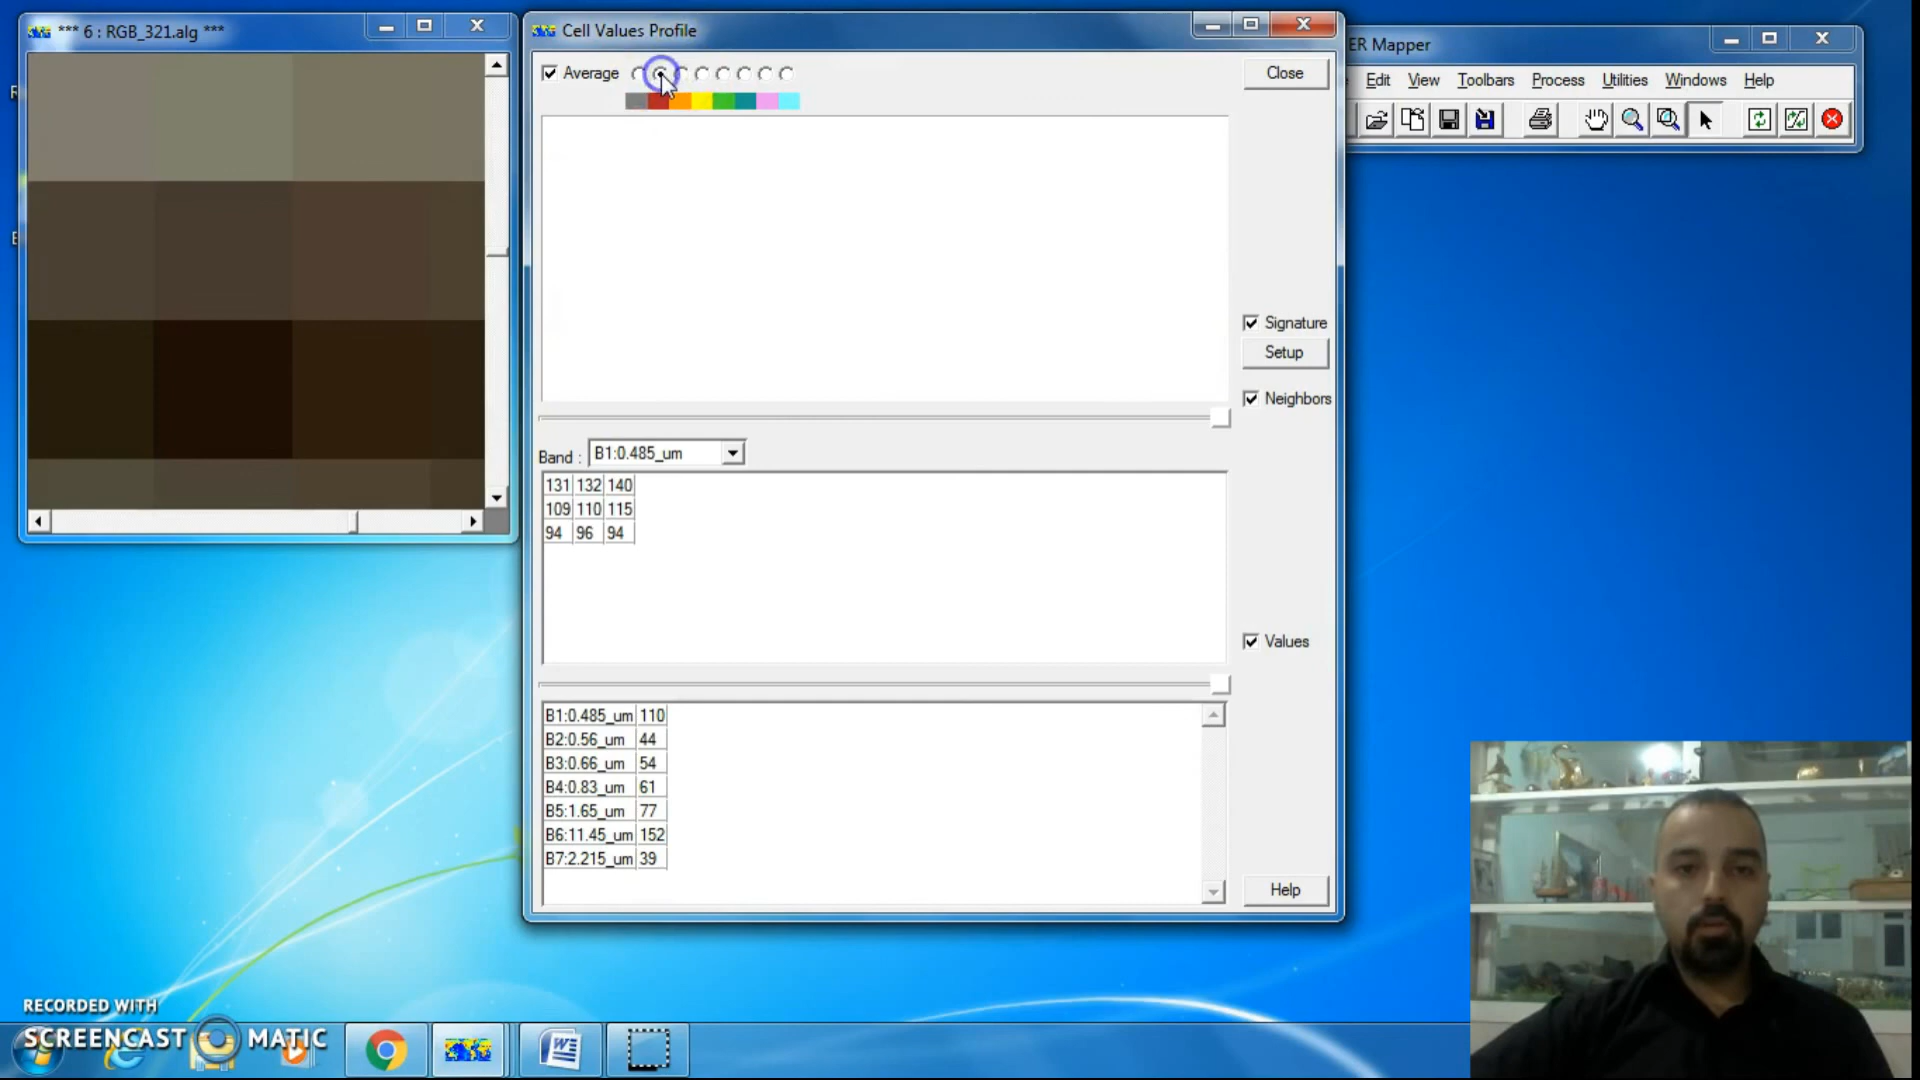 *** 6 : RGB_321.alg ***
Cell Values Profile
ER Mapper
Average
Close
Edit View Toolbars Process Utilities Windows Help
Signature
Setup
Neighbors
Band : B1:0.485_um
131 132 140
109 110 115
94 96 94
Values
B1:0.485_um 110
B2:0.56_um 44
B3:0.66_um 54
B4:0.83_um 61
B5:1.65_um 77
B6:11.45_um 152
B7:2.215_um 39
Help
RECORDED WITH
SCREENCAST MATIC